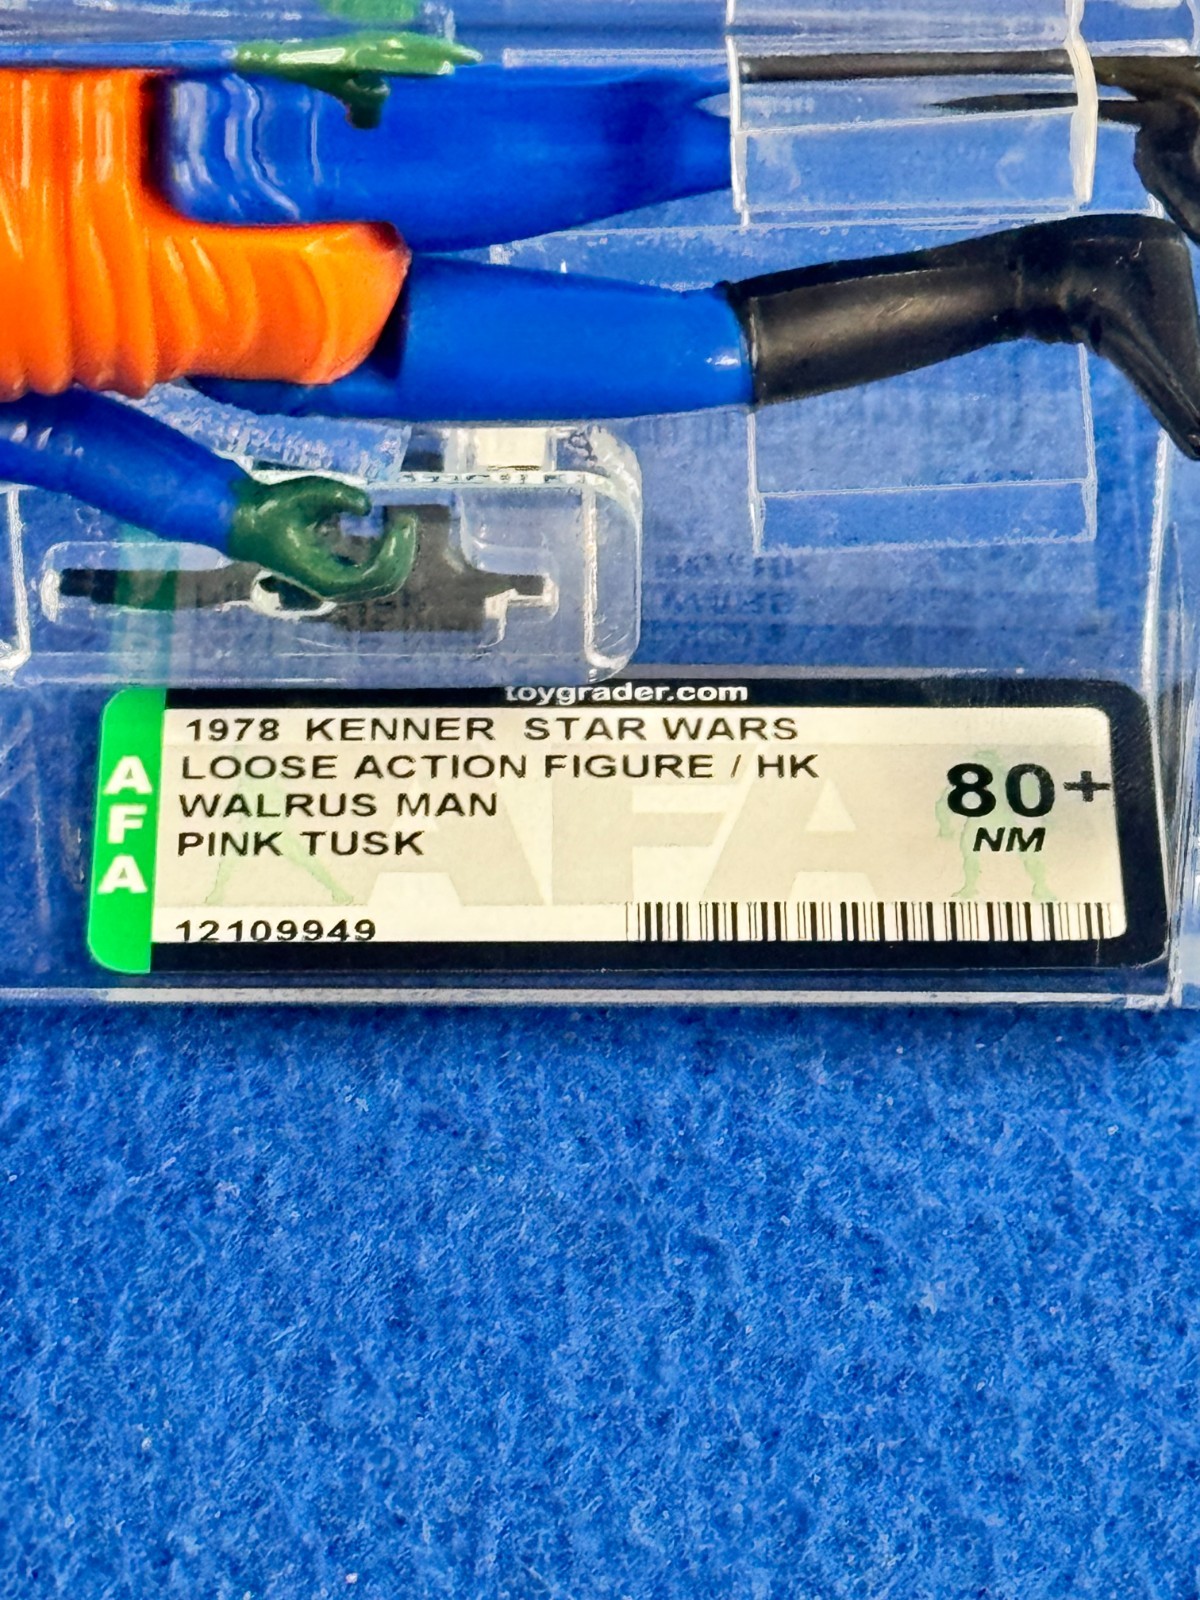 toygrader.com
AFA
1978 KENNER STAR WARS
LOOSE ACTION FIGURE / HK
WALRUS MAN
PINK TUSK
80+
NM
12109949